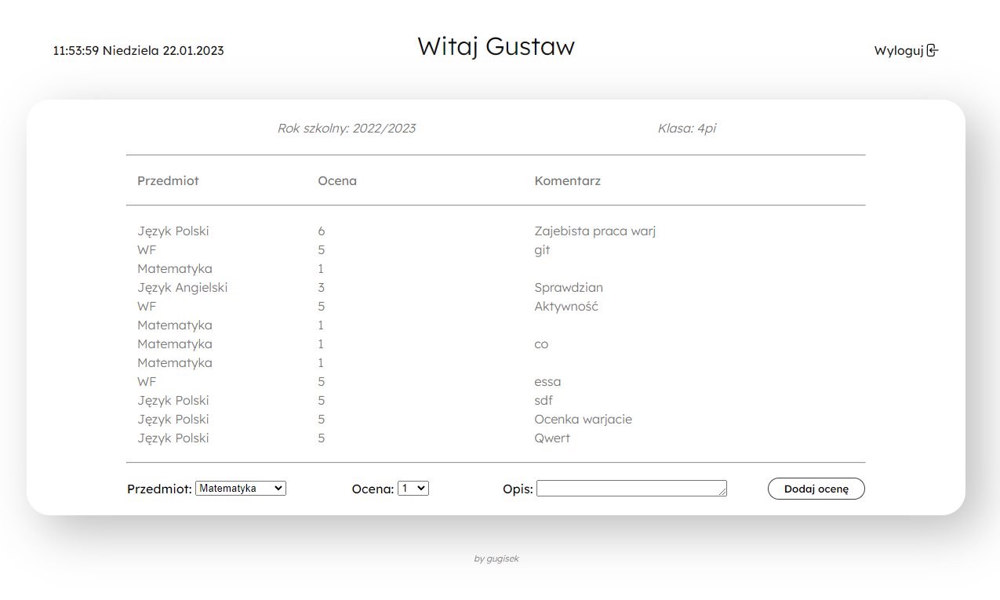 11:53:59 Niedziela 22.01.2023 Witaj Gustaw Wyloguj
Rok szkolny: 2022/2023 Klasa: 4pi
Przedmiot Ocena Komentarz
Język Polski 6 Zajebista praca warj
WF 5 git
Matematyka 1
Język Angielski 3 Sprawdzian
WF 5 Aktywność
Matematyka 1
Matematyka 1 co
Matematyka 1
WF 5 essa
Język Polski 5 sdf
Język Polski 5 Ocenka warjacie
Język Polski 5 Qwert
Przedmiot: Matematyka Ocena: 1 Opis: Dodaj ocenę
by gugisek